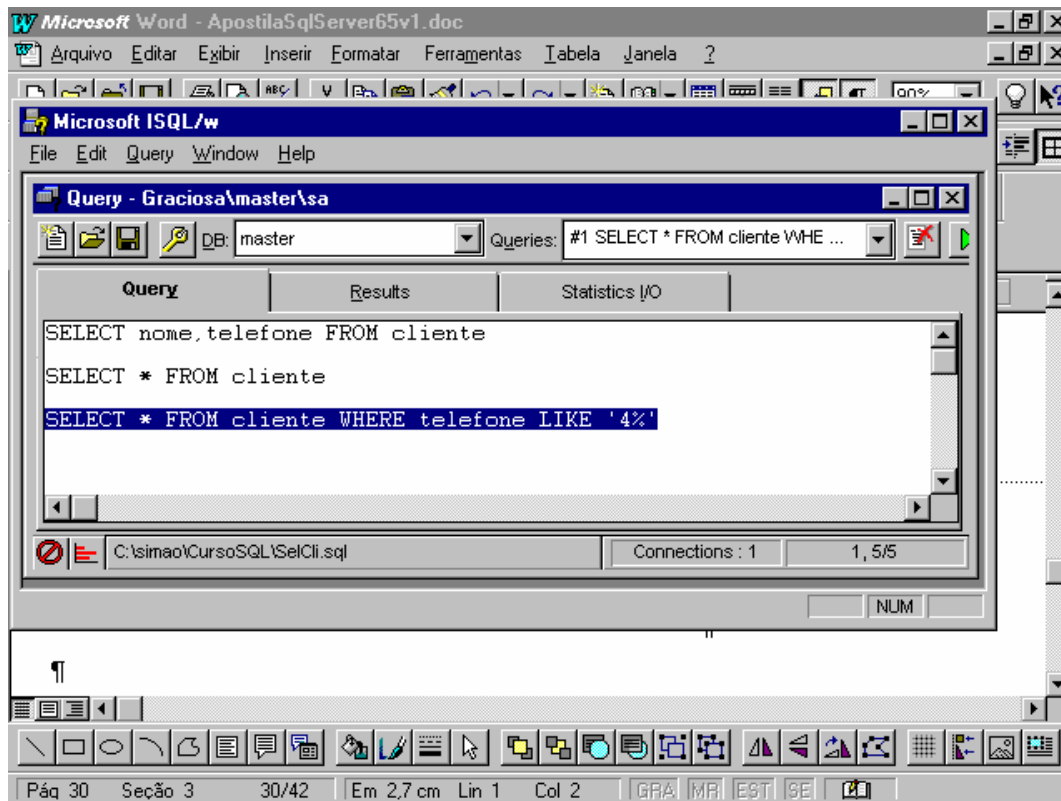 Microsoft Word - ApostilaSqlServer65v1.doc
Arquivo Editar Exibir Inserir Formatar Ferramentas Tabela Janela ?
Microsoft ISQL/w
File Edit Query Window Help
Query - Graciosa\master\sa
DB: master Queries: #1 SELECT * FROM cliente WHE ...
Query Results Statistics I/O
SELECT nome,telefone FROM cliente
SELECT * FROM cliente
SELECT * FROM cliente WHERE telefone LIKE '4%'
C:\simao\CursoSQL\SelCli.sql Connections : 1 1, 5/5
NUM
¶
Pág 30 Seção 3 30/42 Em 2,7 cm Lin 1 Col 2 GRA MR EST SE